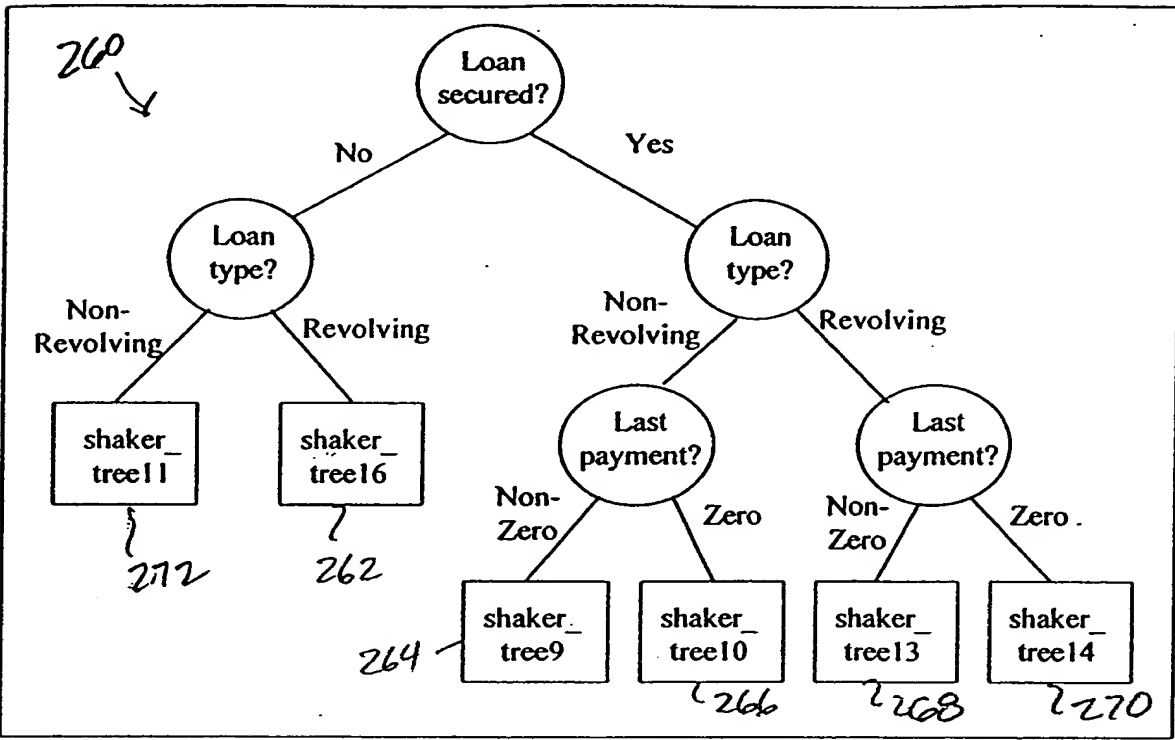 260
Loan
secured?
No
Yes
Loan
type?
Loan
type?
Non-
Revolving
Revolving
Non-
Revolving
Revolving
shaker_
tree11
shaker_
tree16
Last
payment?
Last
payment?
272
262
Non-
Zero
Zero
Non-
Zero
Zero
264
shaker_
tree9
shaker_
tree10
shaker_
tree13
shaker_
tree14
266
268
270